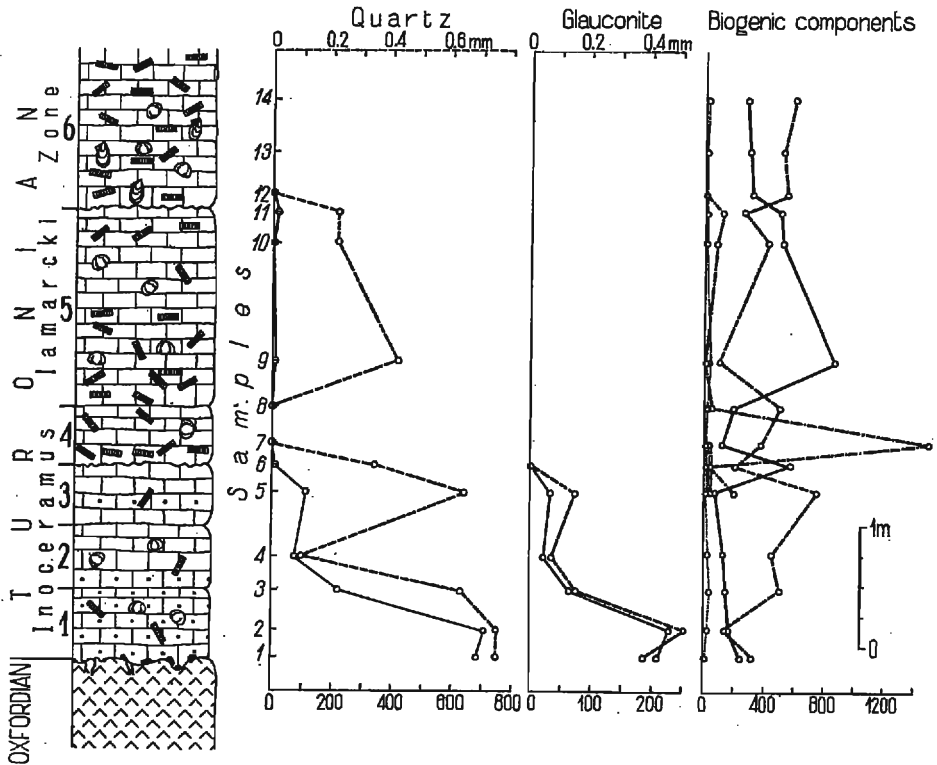 Quartz
Glauconite
Biogenic components
0 0.2 0.4 0.6 mm
0 0.2 0.4 mm
OXFORDIAN
TURONIAN
Inoceramus lamarcki Zone
6
5
4
3
2
1
Samples
14
13
12
11
10
9
8
7
6
5
4
3
2
1
1m
0
0 200 400 600 800
0 200
0 400 800 1200